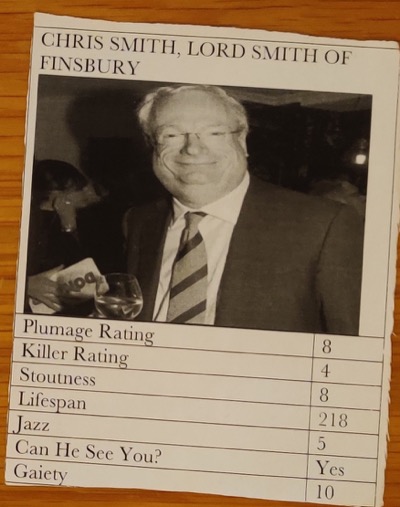 CHRIS SMITH, LORD SMITH OF
FINSBURY
Plumage Rating 8
Killer Rating 4
Stoutness 8
Lifespan 218
Jazz 5
Can He See You? Yes
Gaiety 10